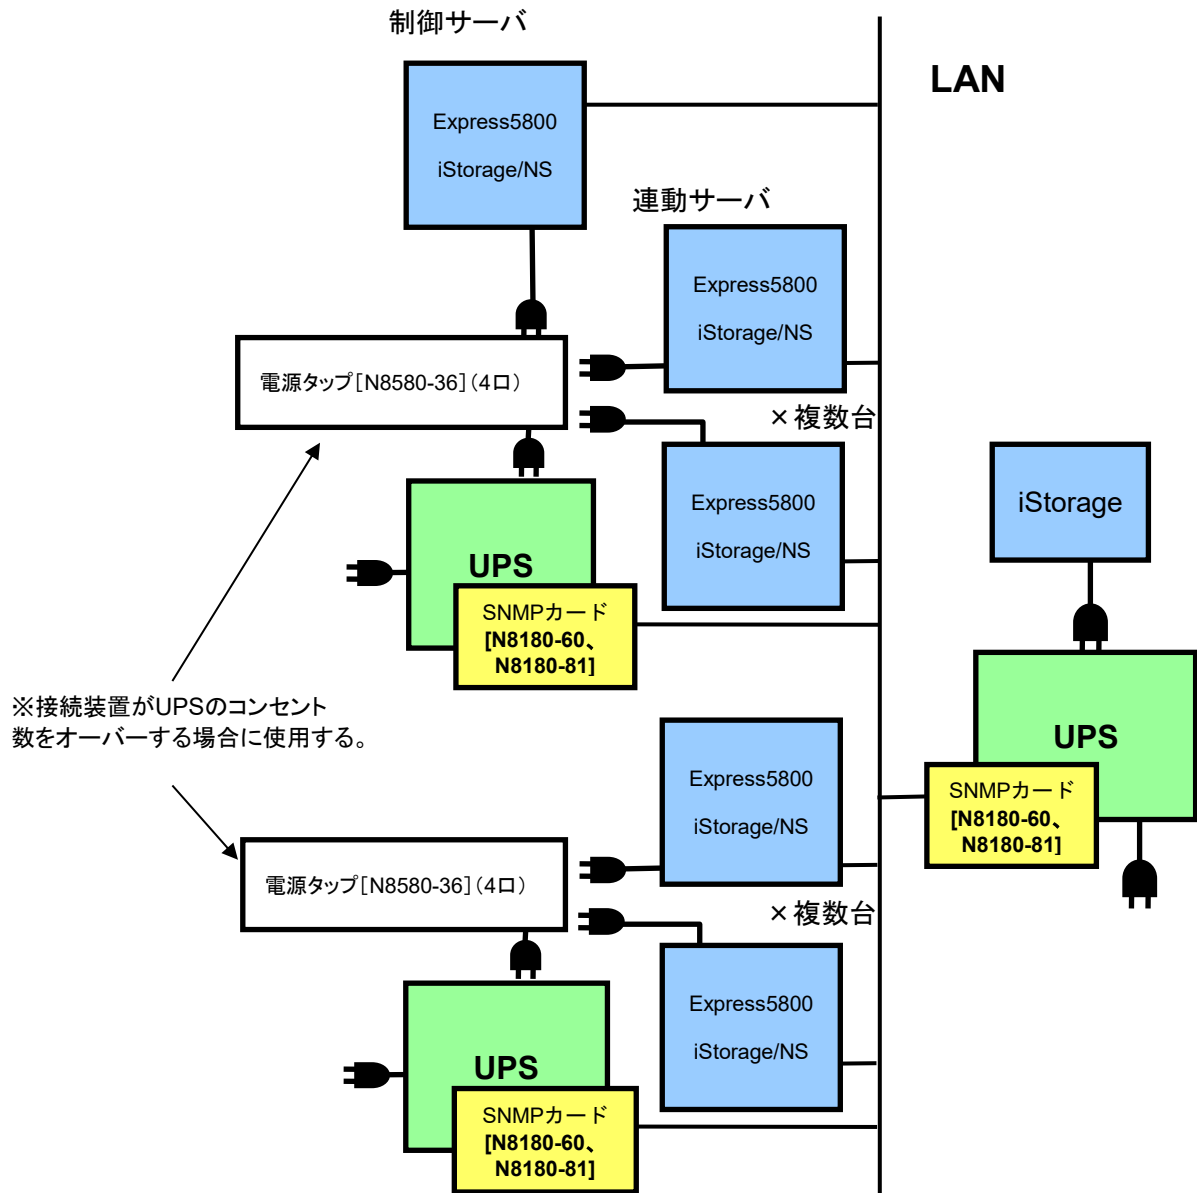 制御サーバ
LAN
Express5800
iStorage/NS
連動サーバ
Express5800
iStorage/NS
電源タップ[N8580-36](4口)
×複数台
Express5800
iStorage/NS
iStorage
UPS
SNMPカード
[N8180-60、
N8180-81]
※接続装置がUPSのコンセント
数をオーバーする場合に使用する。
UPS
SNMPカード
[N8180-60、
N8180-81]
Express5800
iStorage/NS
電源タップ[N8580-36](4口)
×複数台
Express5800
iStorage/NS
UPS
SNMPカード
[N8180-60、
N8180-81]